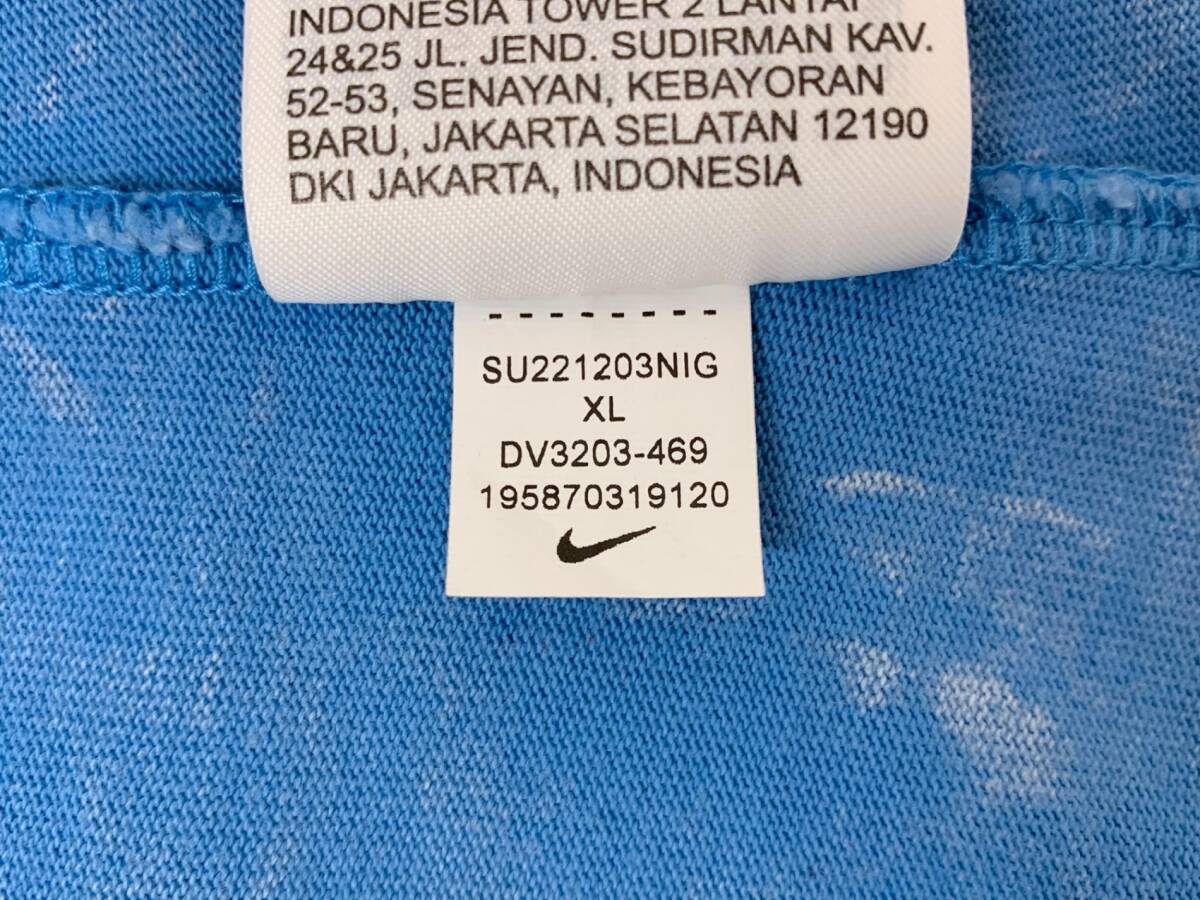 INDONESIA TOWER 2 LANTAI
24&25 JL. JEND. SUDIRMAN KAV.
52-53, SENAYAN, KEBAYORAN
BARU, JAKARTA SELATAN 12190
DKI JAKARTA, INDONESIA
SU221203NIG
XL
DV3203-469
195870319120